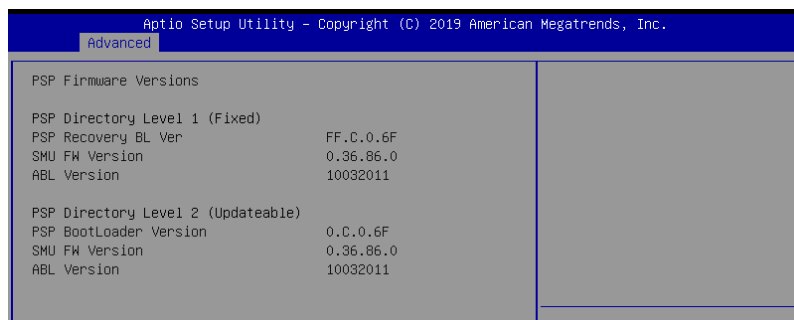 Aptio Setup Utility – Copyright (C) 2019 American Megatrends, Inc.
Advanced
PSP Firmware Versions
PSP Directory Level 1 (Fixed)
PSP Recovery BL Ver FF.C.0.6F
SMU FW Version 0.36.86.0
ABL Version 10032011
PSP Directory Level 2 (Updateable)
PSP BootLoader Version 0.C.0.6F
SMU FW Version 0.36.86.0
ABL Version 10032011